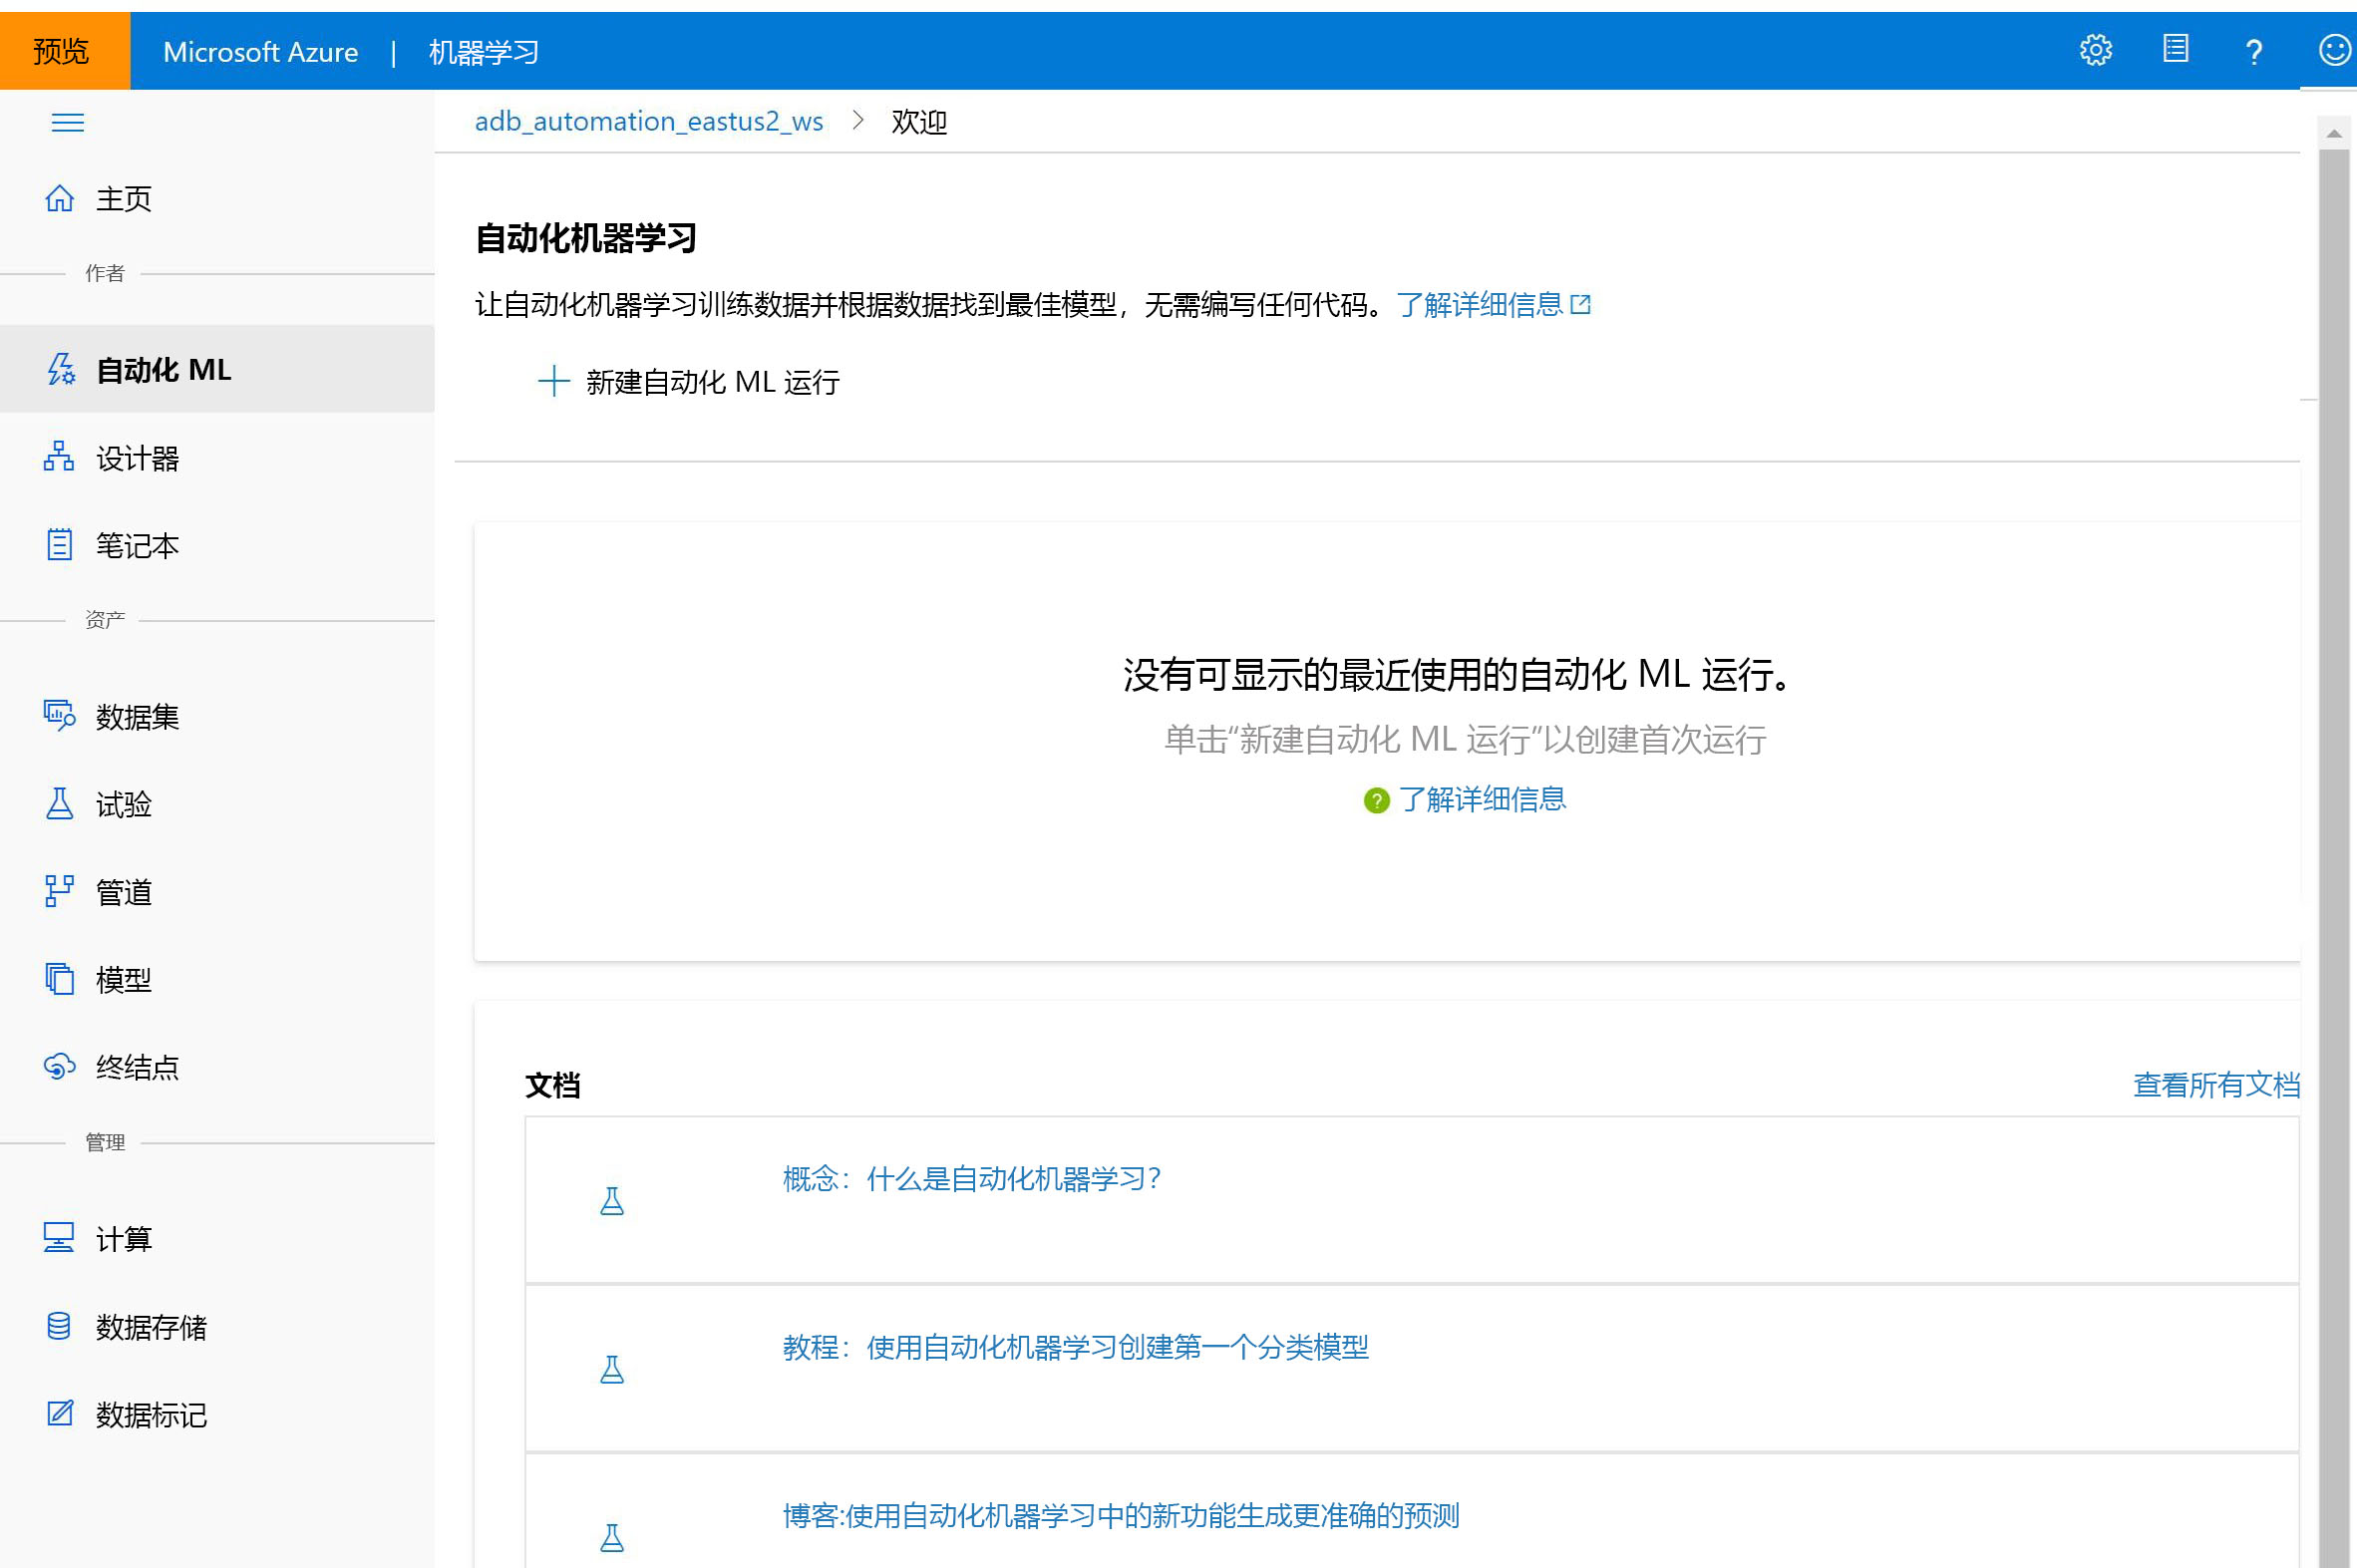 预览
Microsoft Azure | 机器学习
adb_automation_eastus2_ws > 欢迎
主页
作者
自动化 ML
设计器
笔记本
资产
数据集
试验
管道
模型
终结点
管理
计算
数据存储
数据标记
自动化机器学习
让自动化机器学习训练数据并根据数据找到最佳模型，无需编写任何代码。了解详细信息
新建自动化 ML 运行
没有可显示的最近使用的自动化 ML 运行。
单击“新建自动化 ML 运行”以创建首次运行
了解详细信息
文档
查看所有文档
概念：什么是自动化机器学习？
教程：使用自动化机器学习创建第一个分类模型
博客:使用自动化机器学习中的新功能生成更准确的预测